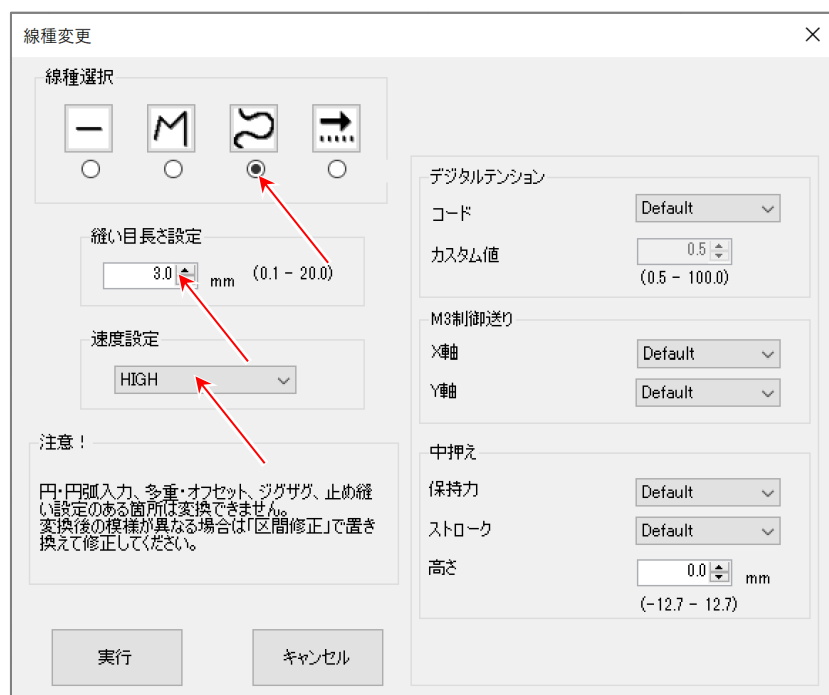 線種変更
線種選択
縫い目長さ設定
3.0 mm (0.1 - 20.0)
速度設定
HIGH
注意！
円・円弧入力、多重・オフセット、ジグザグ、止め縫
い設定のある箇所は変換できません。
変換後の模様が異なる場合は「区間修正」で置き
換えて修正してください。
実行
キャンセル
デジタルテンション
コード Default
カスタム値 0.5
(0.5 - 100.0)
M3制御送り
X軸 Default
Y軸 Default
中押え
保持力 Default
ストローク Default
高さ 0.0 mm
(-12.7 - 12.7)